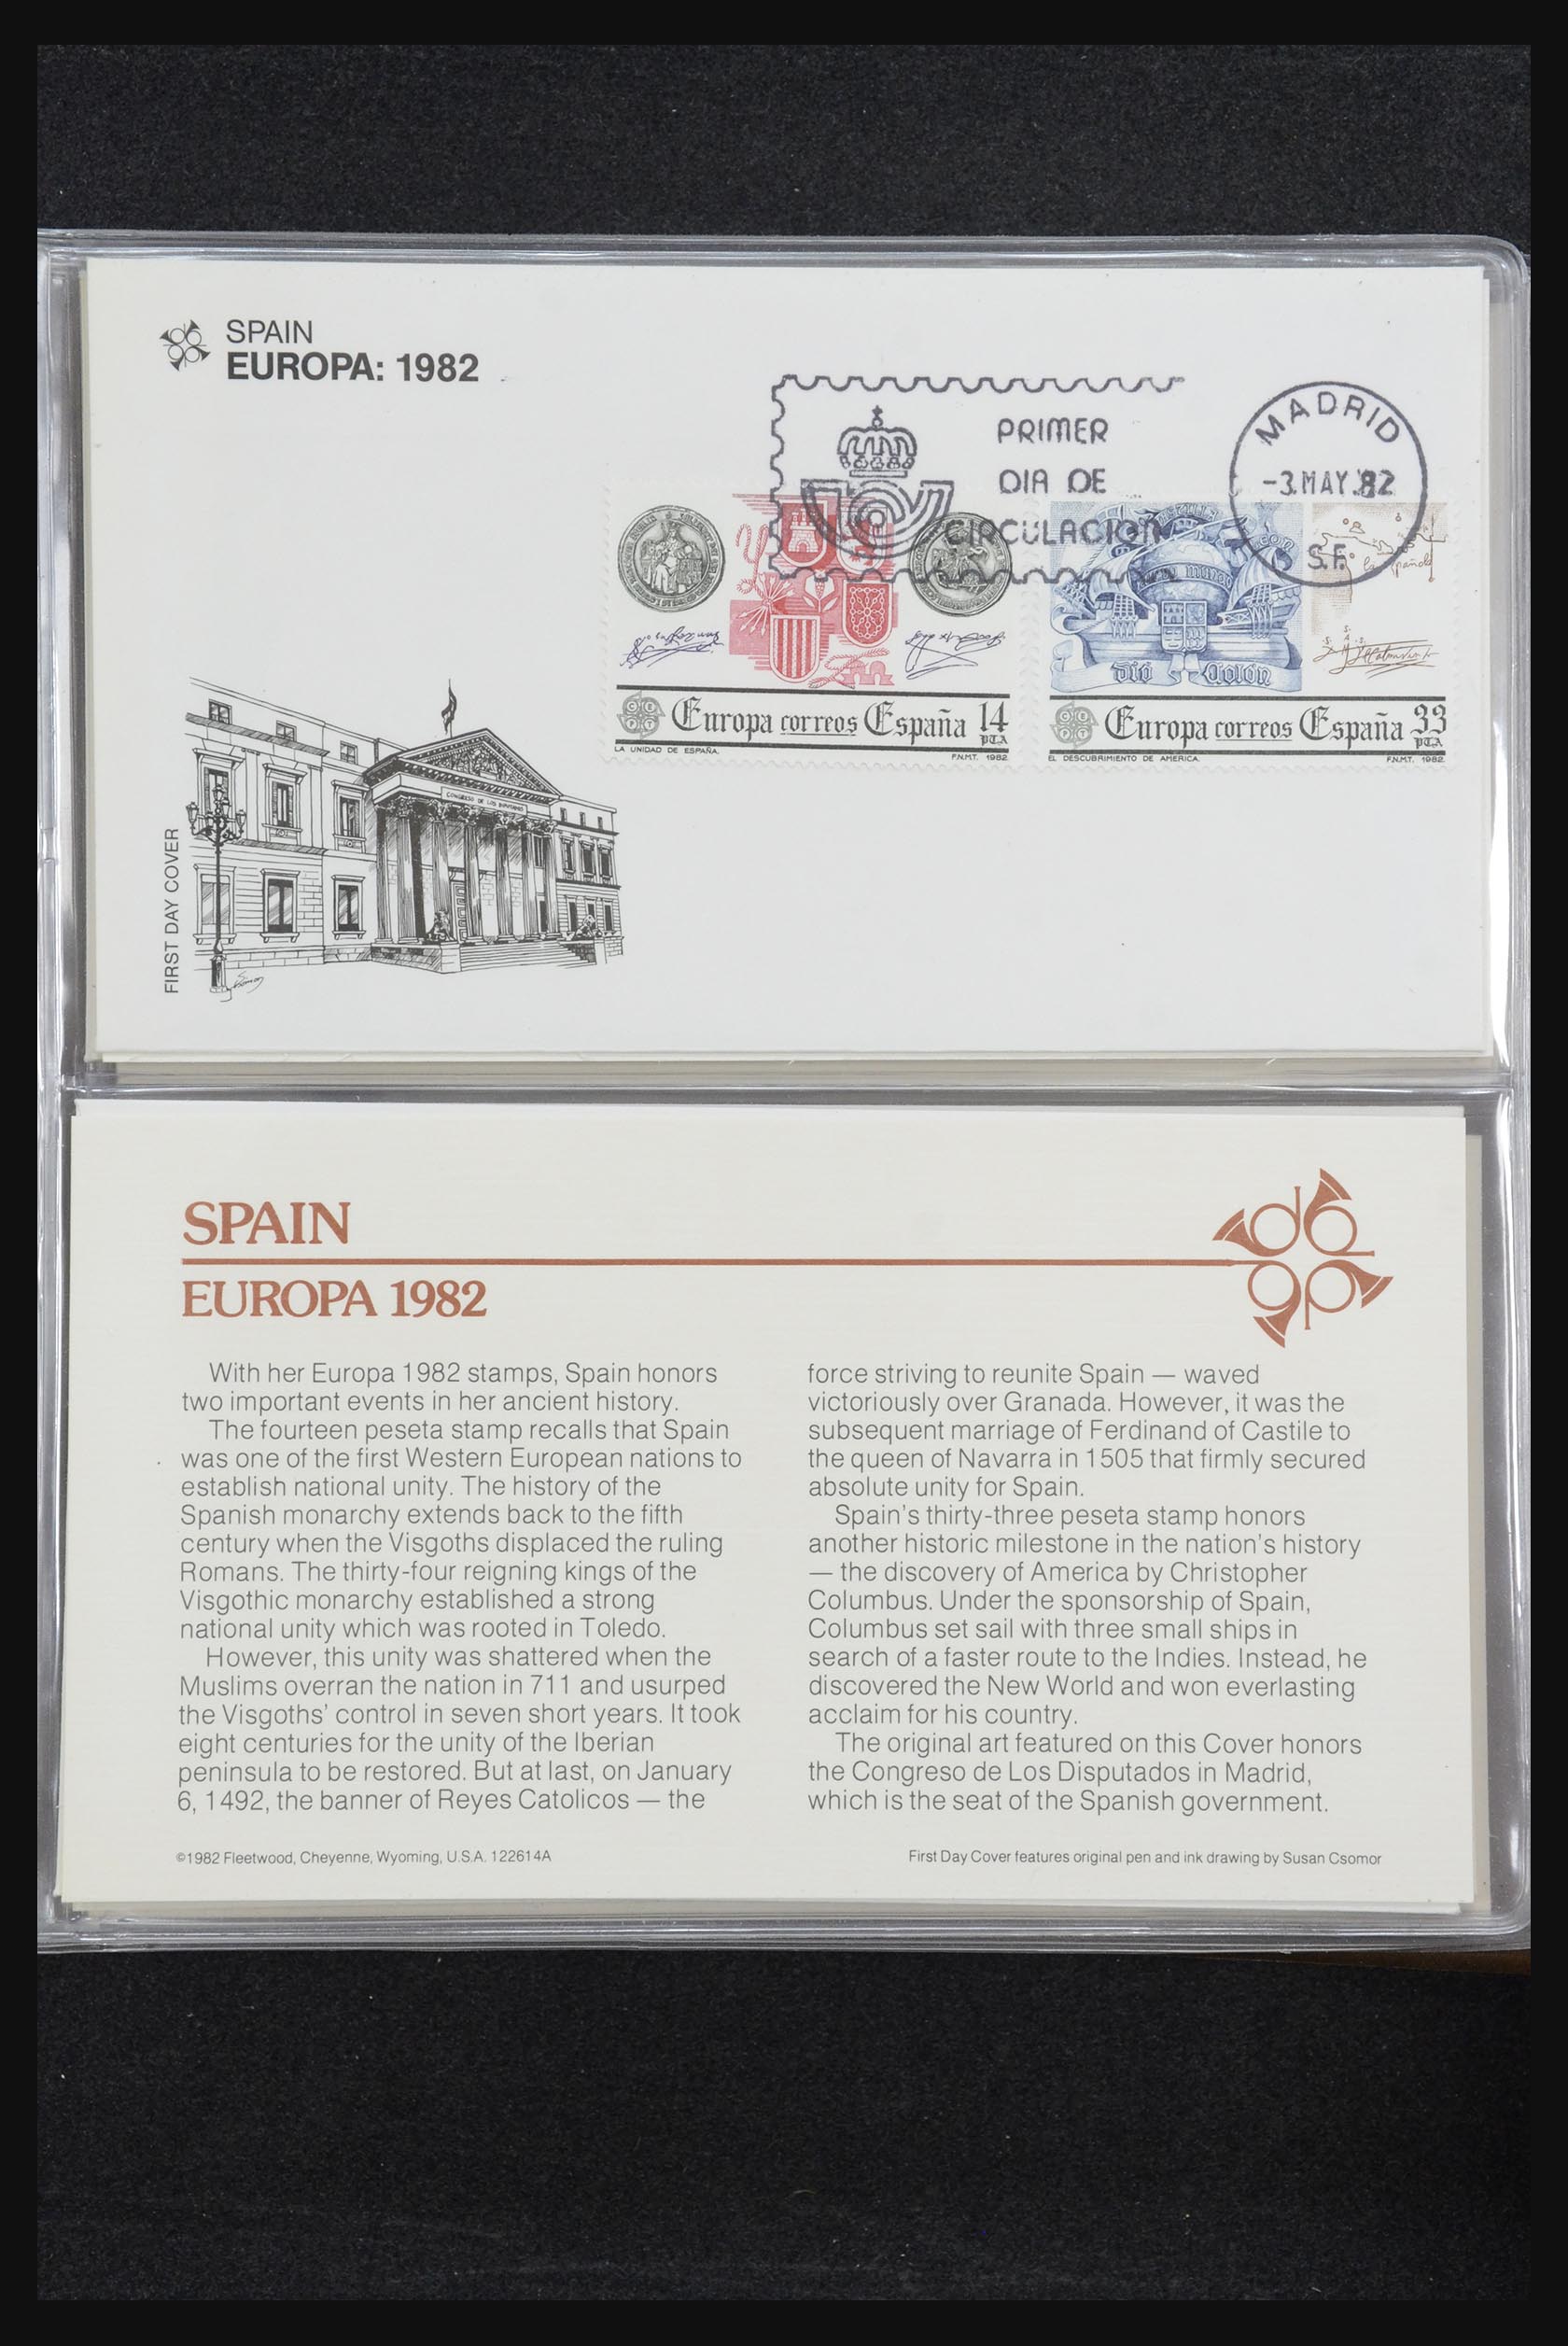 SPAIN
EUROPA: 1982
PRIMER
DIA DE
CIRCULACION
MADRID
-3.MAY.82
S.F.
la española
dió Colón
Europa correos España 14
PTA
LA UNIDAD DE ESPAÑA.
F.N.M.T. 1982
Europa correos España 33
PTA
EL DESCUBRIMIENTO DE AMERICA.
F.N.M.T. 1982.
CONGRESO DE LOS DIPUTADOS
FIRST DAY COVER
SPAIN
EUROPA 1982
With her Europa 1982 stamps, Spain honors
two important events in her ancient history.
The fourteen peseta stamp recalls that Spain
was one of the first Western European nations to
establish national unity. The history of the
Spanish monarchy extends back to the fifth
century when the Visgoths displaced the ruling
Romans. The thirty-four reigning kings of the
Visgothic monarchy established a strong
national unity which was rooted in Toledo.
However, this unity was shattered when the
Muslims overran the nation in 711 and usurped
the Visgoths' control in seven short years. It took
eight centuries for the unity of the Iberian
peninsula to be restored. But at last, on January
6, 1492, the banner of Reyes Catolicos — the
force striving to reunite Spain — waved
victoriously over Granada. However, it was the
subsequent marriage of Ferdinand of Castile to
the queen of Navarra in 1505 that firmly secured
absolute unity for Spain.
Spain's thirty-three peseta stamp honors
another historic milestone in the nation's history
— the discovery of America by Christopher
Columbus. Under the sponsorship of Spain,
Columbus set sail with three small ships in
search of a faster route to the Indies. Instead, he
discovered the New World and won everlasting
acclaim for his country.
The original art featured on this Cover honors
the Congreso de Los Disputados in Madrid,
which is the seat of the Spanish government.
©1982 Fleetwood, Cheyenne, Wyoming, U.S.A. 122614A
First Day Cover features original pen and ink drawing by Susan Csomor